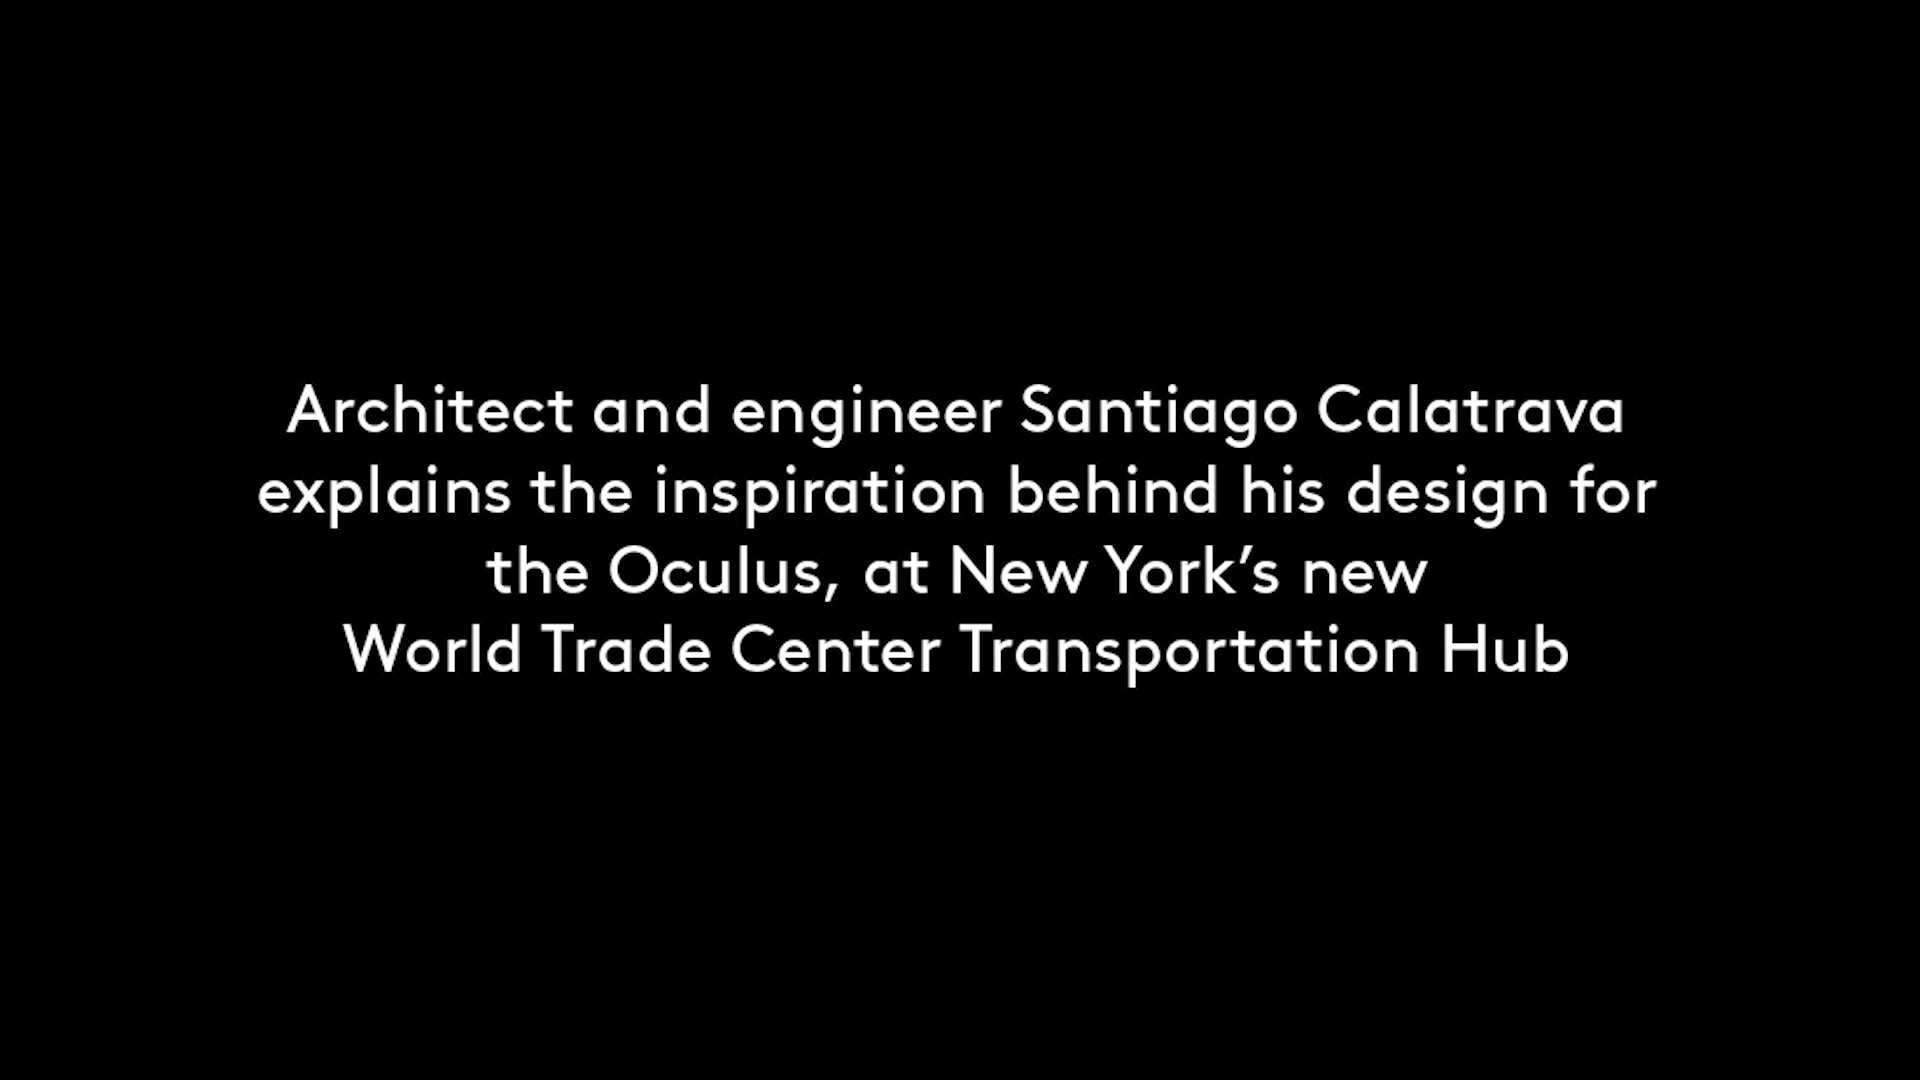 Architect and engineer Santiago Calatrava
explains the inspiration behind his design for
the Oculus, at New York’s new
World Trade Center Transportation Hub